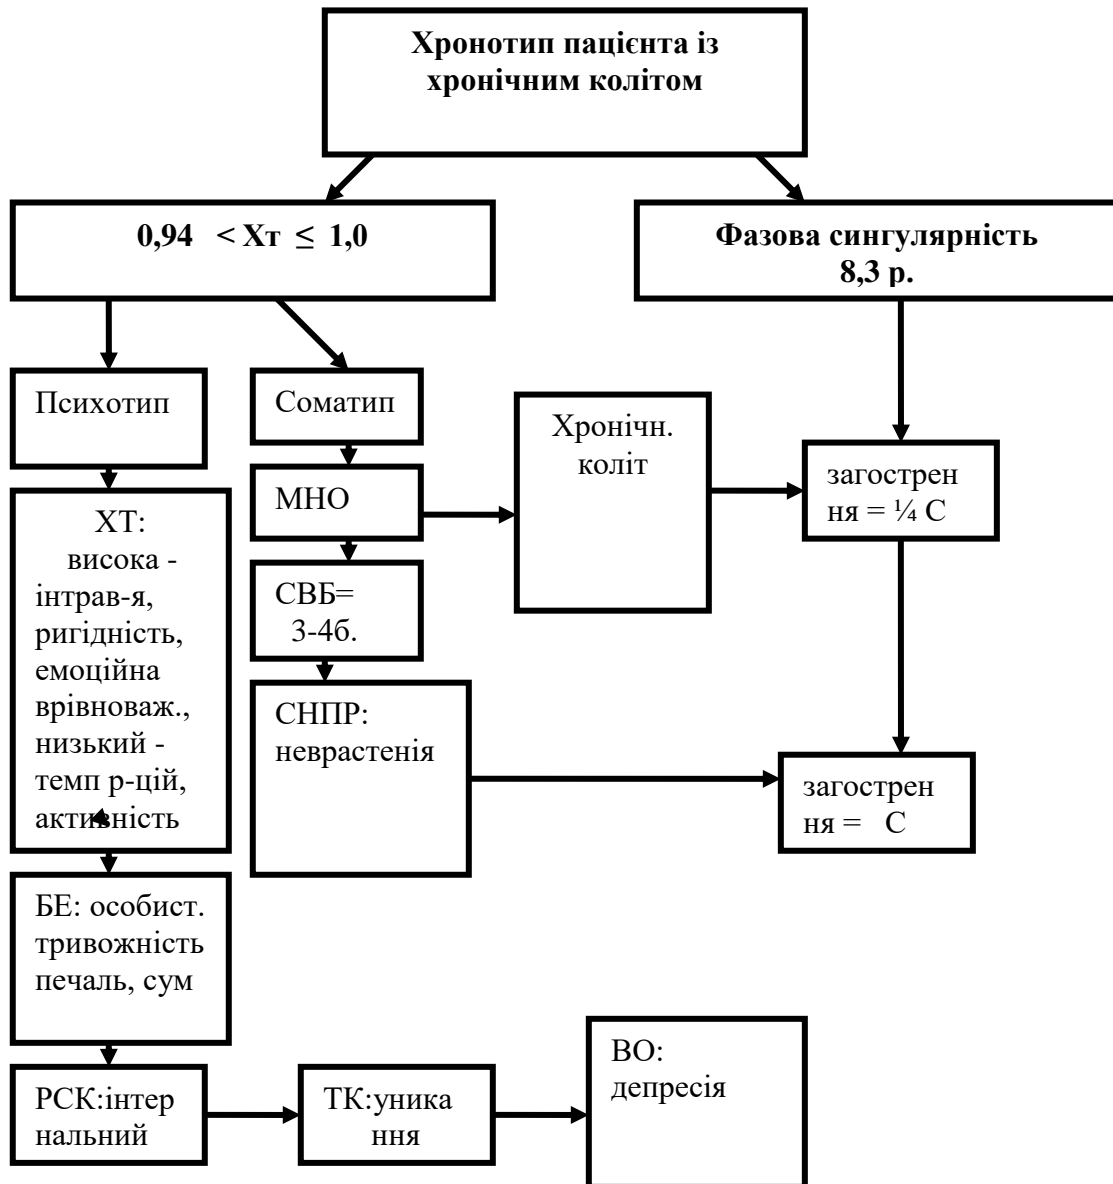 Хронотип пацієнта із
хронічним колітом
0,94 < Хт ≤ 1,0
Фазова сингулярність
8,3 р.
Психотип
Соматип
Хронічн.
коліт
загострен
ня = ¼ С
МНО
ХТ:
висока -
інтрав-я,
ригідність,
емоційна
врівноваж.,
низький -
темп р-цій,
активність
СВБ=
3-4б.
СНПР:
неврастенія
загострен
ня = С
БЕ: особист.
тривожність
печаль, сум
РСК:інтер
нальний
ТК:уника
ння
ВО:
депресія